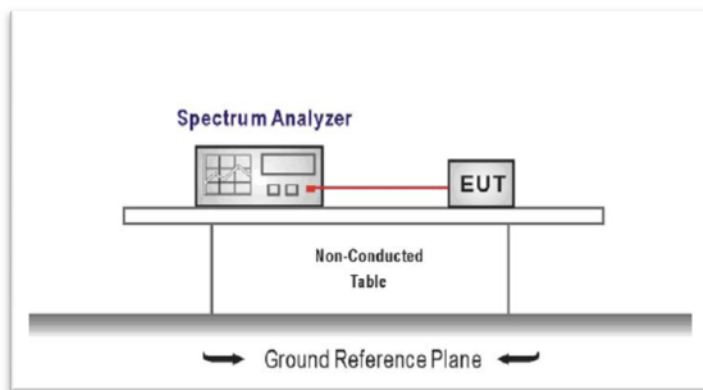 Spectrum Analyzer
EUT
Non-Conducted
Table
Ground Reference Plane